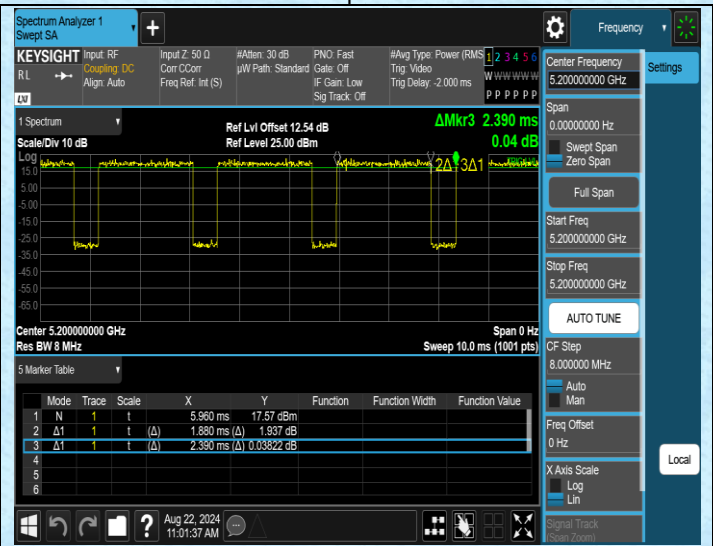 Spectrum Analyzer 1
Swept SA
+
Frequency
KEYSIGHT
RL
LXI
Input: RF
Coupling: DC
Align: Auto
Input Z: 50 Ω
Corr CCorr
Freq Ref: Int (S)
#Atten: 30 dB
µW Path: Standard
PNO: Fast
Gate: Off
IF Gain: Low
Sig Track: Off
#Avg Type: Power (RMS
Trig: Video
Trig Delay: -2.000 ms
1 2 3 4 5 6
W W W W W W
P P P P P P
Center Frequency
5.200000000 GHz
Settings
Span
0.00000000 Hz
Swept Span
Zero Span
Full Span
Start Freq
5.200000000 GHz
Stop Freq
5.200000000 GHz
AUTO TUNE
CF Step
8.000000 MHz
Auto
Man
Freq Offset
0 Hz
X Axis Scale
Log
Lin
Signal Track
(Span Zoom)
Local
1 Spectrum
Scale/Div 10 dB
Ref Lvl Offset 12.54 dB
Ref Level 25.00 dBm
ΔMkr3 2.390 ms
0.04 dB
Log
15.0
5.00
-5.00
-15.0
-25.0
-35.0
-45.0
-55.0
-65.0
2Δ1 3Δ1
Center 5.200000000 GHz
Span 0 Hz
Res BW 8 MHz
Sweep 10.0 ms (1001 pts)
5 Marker Table
Mode Trace Scale X Y Function Function Width Function Value
1 N 1 t 5.960 ms 17.57 dBm
2 Δ1 1 t (Δ) 1.880 ms (Δ) 1.937 dB
3 Δ1 1 t (Δ) 2.390 ms (Δ) 0.03822 dB
4
5
6
?
Aug 22, 2024
11:01:37 AM